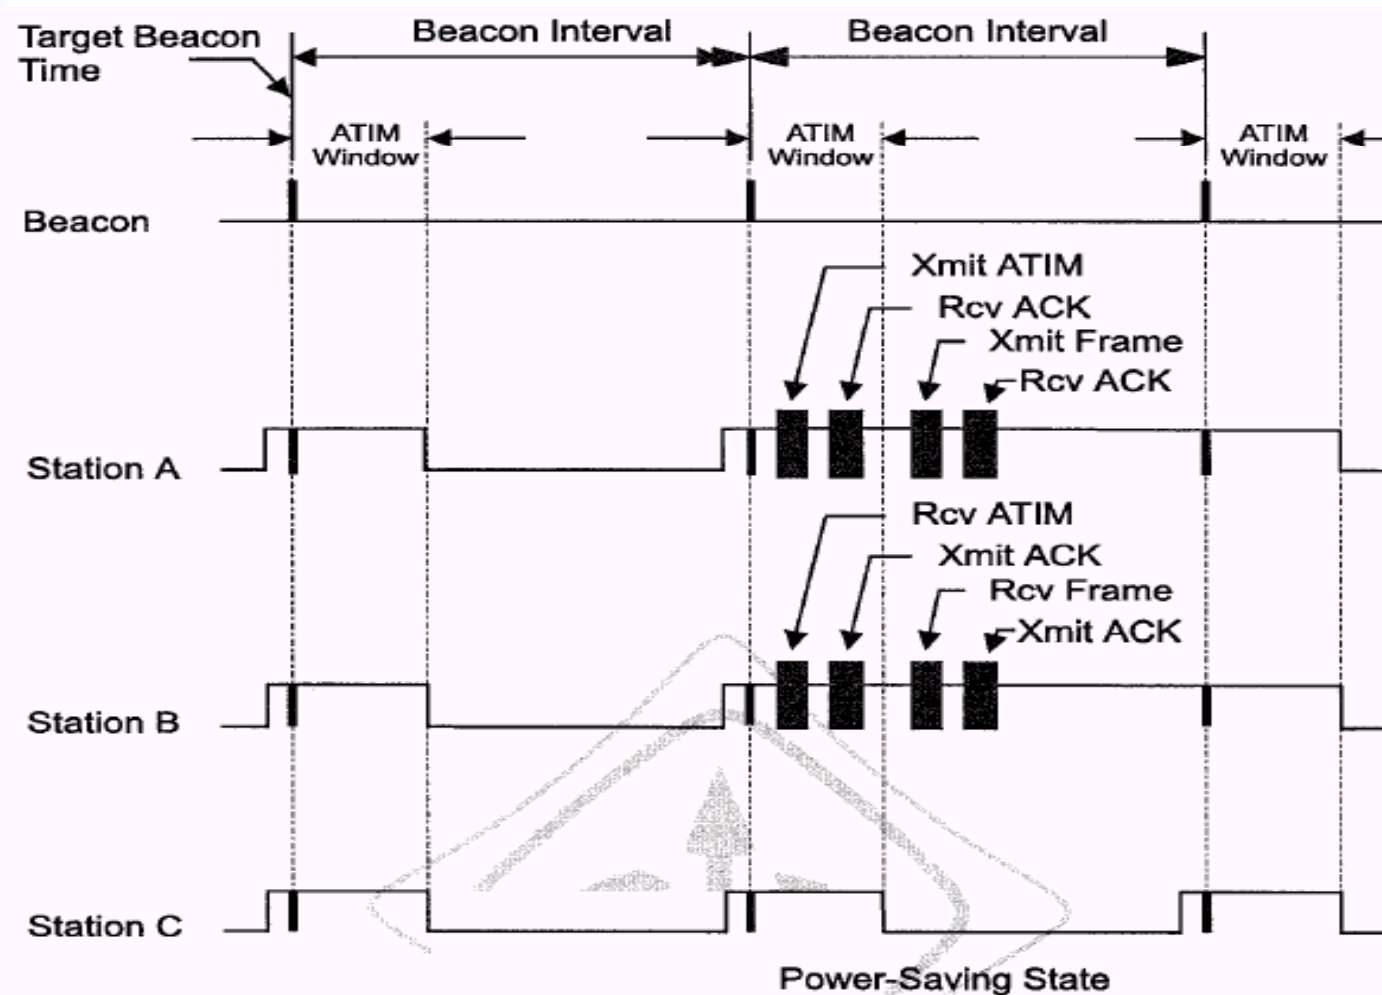 Target Beacon
Time
Beacon Interval
Beacon Interval
ATIM
Window
ATIM
Window
ATIM
Window
Beacon
Xmit ATIM
Rcv ACK
Xmit Frame
Rcv ACK
Station A
Rcv ATIM
Xmit ACK
Rcv Frame
Xmit ACK
Station B
Station C
Power-Saving State